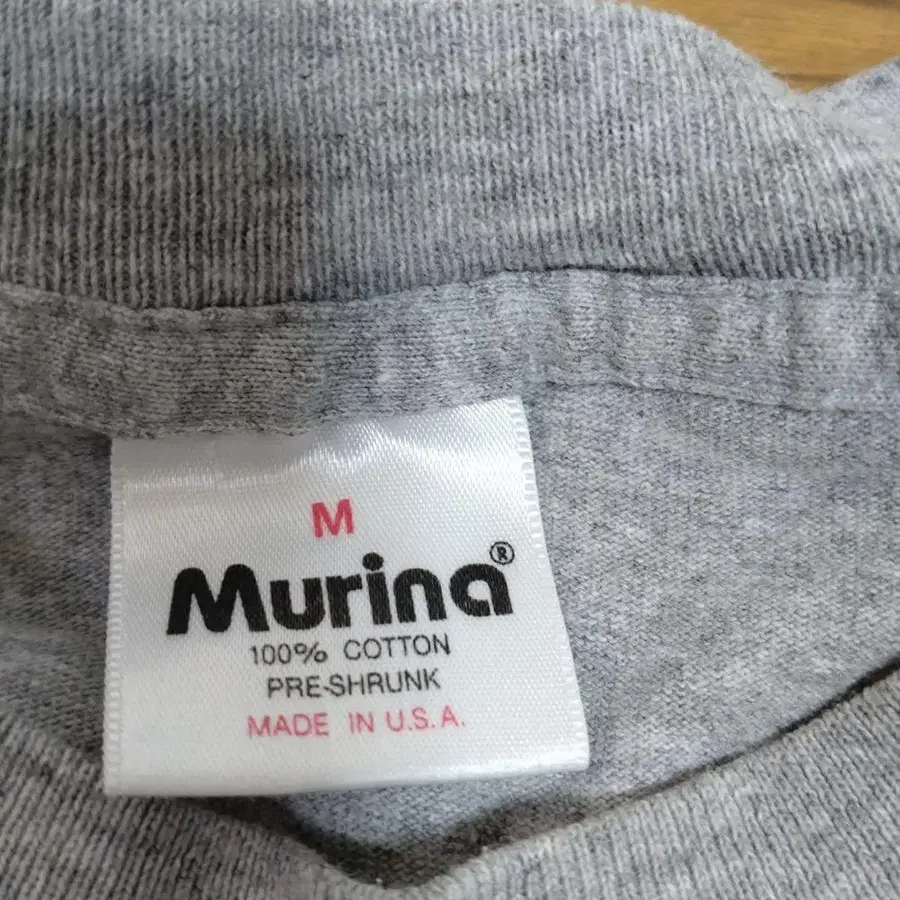 M
Murina®
100% COTTON
PRE-SHRUNK
MADE IN U.S.A.